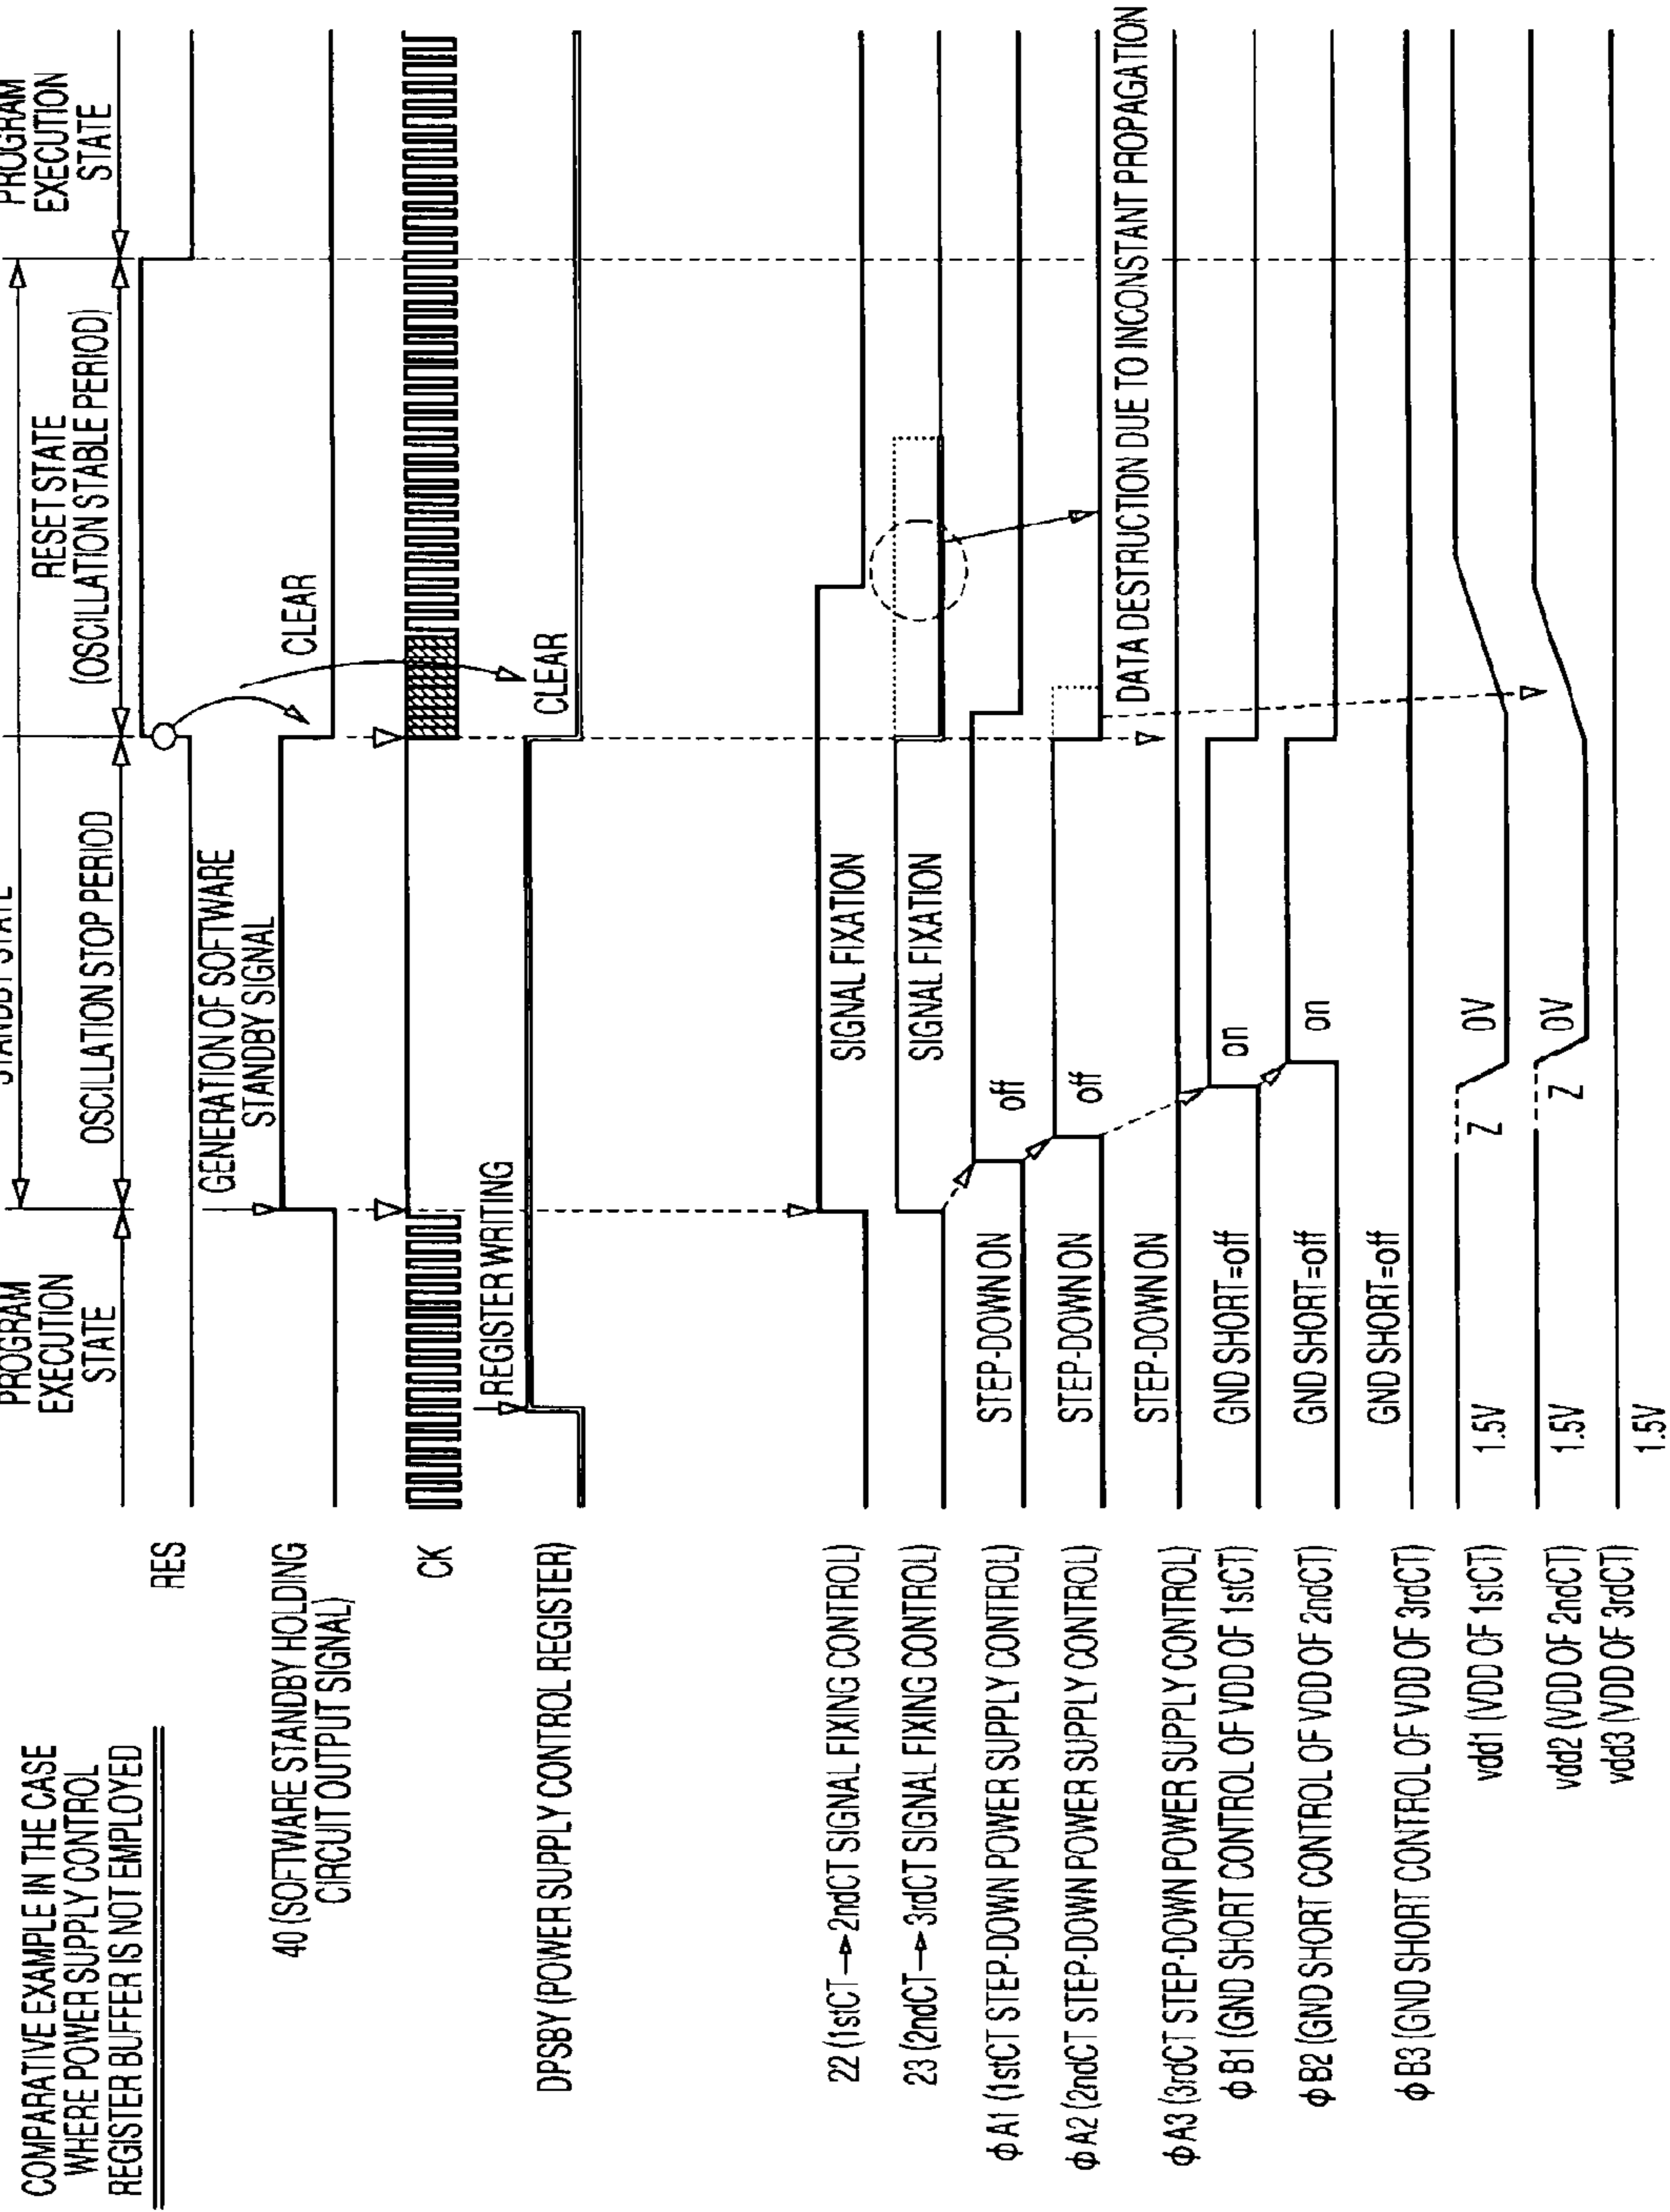 COMPARATIVE EXAMPLE IN THE CASE
WHERE POWER SUPPLY CONTROL
REGISTER BUFFER IS NOT EMPLOYED
PROGRAM
EXECUTION
STATE
STANDBY STATE
OSCILLATION STOP PERIOD
RESET STATE
(OSCILLATION STABLE PERIOD)
PROGRAM
EXECUTION
STATE
RES
GENERATION OF SOFTWARE
STANDBY SIGNAL
CLEAR
40 (SOFTWARE STANDBY HOLDING
CIRCUIT OUTPUT SIGNAL)
CK
REGISTER WRITING
CLEAR
DPSBY (POWER SUPPLY CONTROL REGISTER)
22 (1stCT→2ndCT SIGNAL FIXING CONTROL)
SIGNAL FIXATION
23 (2ndCT→3rdCT SIGNAL FIXING CONTROL)
SIGNAL FIXATION
ϕA1 (1stCT STEP-DOWN POWER SUPPLY CONTROL)
STEP-DOWN ON
off
ϕA2 (2ndCT STEP-DOWN POWER SUPPLY CONTROL)
STEP-DOWN ON
off
DATA DESTRUCTION DUE TO INCONSTANT PROPAGATION
ϕA3 (3rdCT STEP-DOWN POWER SUPPLY CONTROL)
STEP-DOWN ON
ϕB1 (GND SHORT CONTROL OF VDD OF 1stCT)
GND SHORT=off
on
ϕB2 (GND SHORT CONTROL OF VDD OF 2ndCT)
GND SHORT=off
on
ϕB3 (GND SHORT CONTROL OF VDD OF 3rdCT)
GND SHORT=off
vdd1 (VDD OF 1stCT)
1.5V
Z
0V
vdd2 (VDD OF 2ndCT)
1.5V
Z
0V
vdd3 (VDD OF 3rdCT)
1.5V